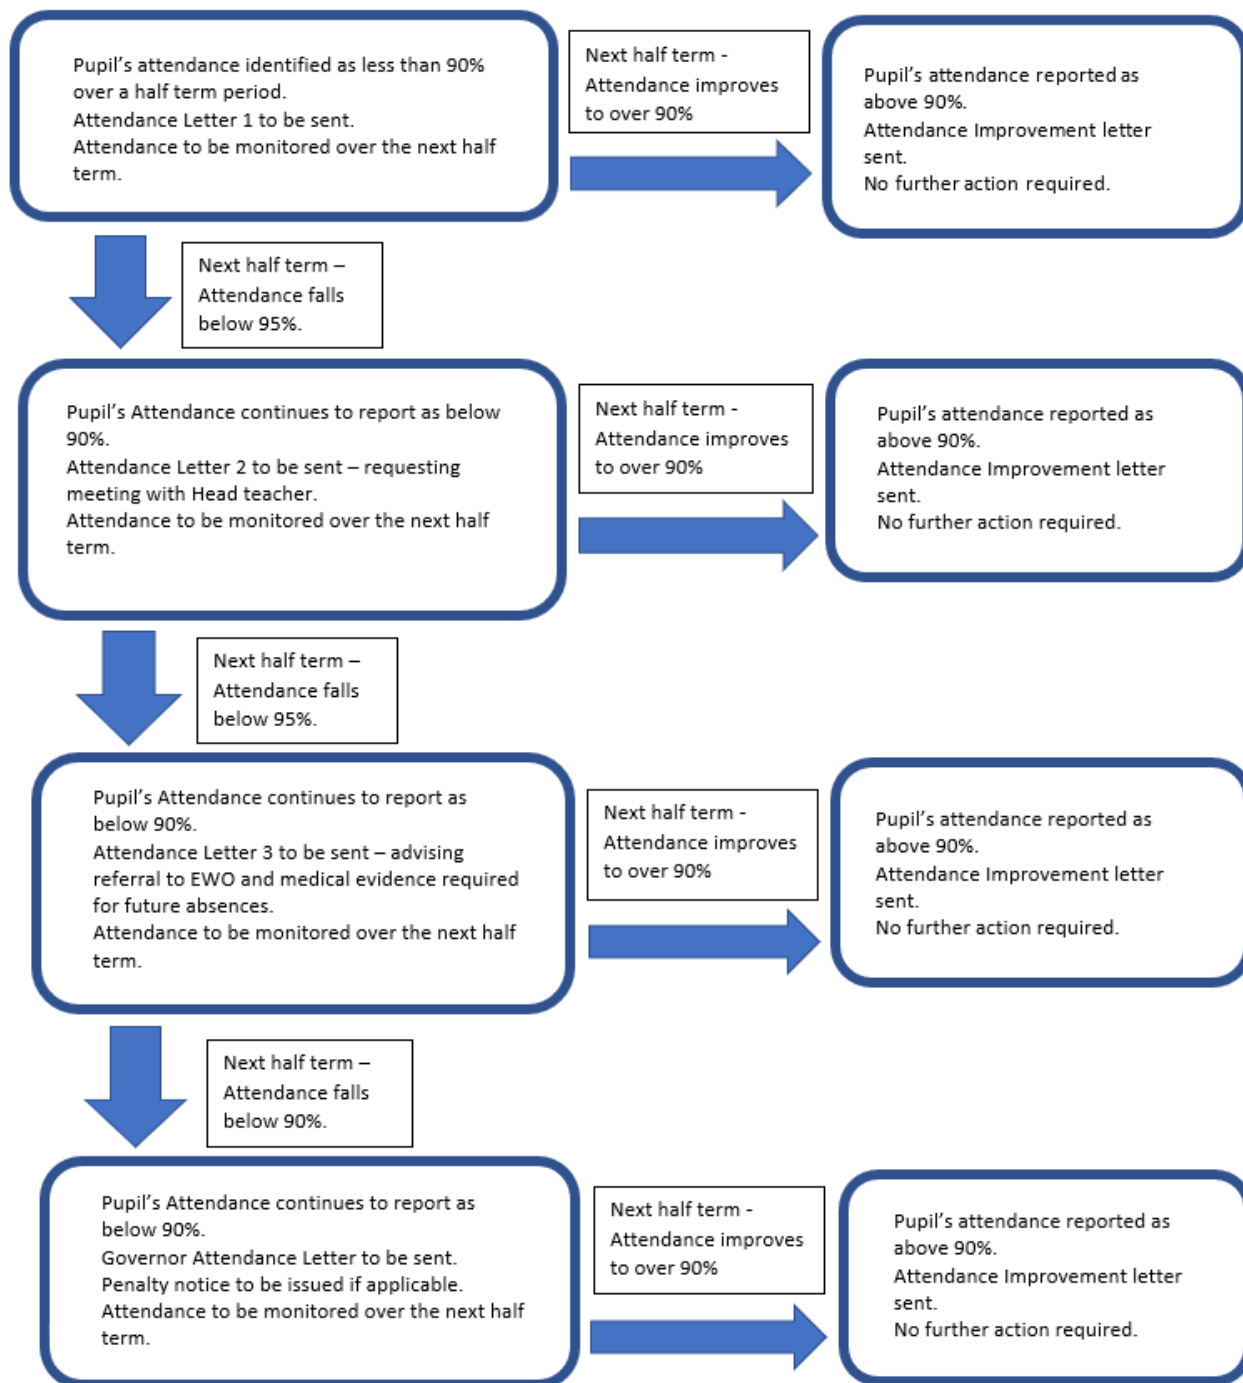 Pupil's attendance identified as less than 90%
over a half term period.
Attendance Letter 1 to be sent.
Attendance to be monitored over the next half
term.
Next half term -
Attendance improves
to over 90%
Pupil's attendance reported as
above 90%.
Attendance Improvement letter
sent.
No further action required.
Next half term –
Attendance falls
below 95%.
Pupil's Attendance continues to report as below
90%.
Attendance Letter 2 to be sent – requesting
meeting with Head teacher.
Attendance to be monitored over the next half
term.
Next half term -
Attendance improves
to over 90%
Pupil's attendance reported as
above 90%.
Attendance Improvement letter
sent.
No further action required.
Next half term –
Attendance falls
below 95%.
Pupil's Attendance continues to report as
below 90%.
Attendance Letter 3 to be sent – advising
referral to EWO and medical evidence required
for future absences.
Attendance to be monitored over the next half
term.
Next half term -
Attendance improves
to over 90%
Pupil's attendance reported as
above 90%.
Attendance Improvement letter
sent.
No further action required.
Next half term –
Attendance falls
below 90%.
Pupil's Attendance continues to report as
below 90%.
Governor Attendance Letter to be sent.
Penalty notice to be issued if applicable.
Attendance to be monitored over the next half
term.
Next half term -
Attendance improves
to over 90%
Pupil's attendance reported as
above 90%.
Attendance Improvement letter
sent.
No further action required.